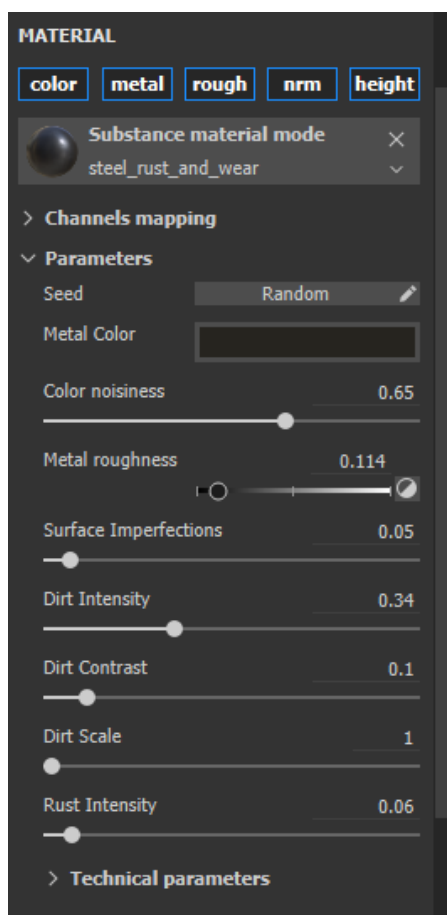 MATERIAL
color metal rough nrm height
Substance material mode
steel_rust_and_wear
Channels mapping
Parameters
Seed Random
Metal Color
Color noisiness 0.65
Metal roughness 0.114
Surface Imperfections 0.05
Dirt Intensity 0.34
Dirt Contrast 0.1
Dirt Scale 1
Rust Intensity 0.06
Technical parameters